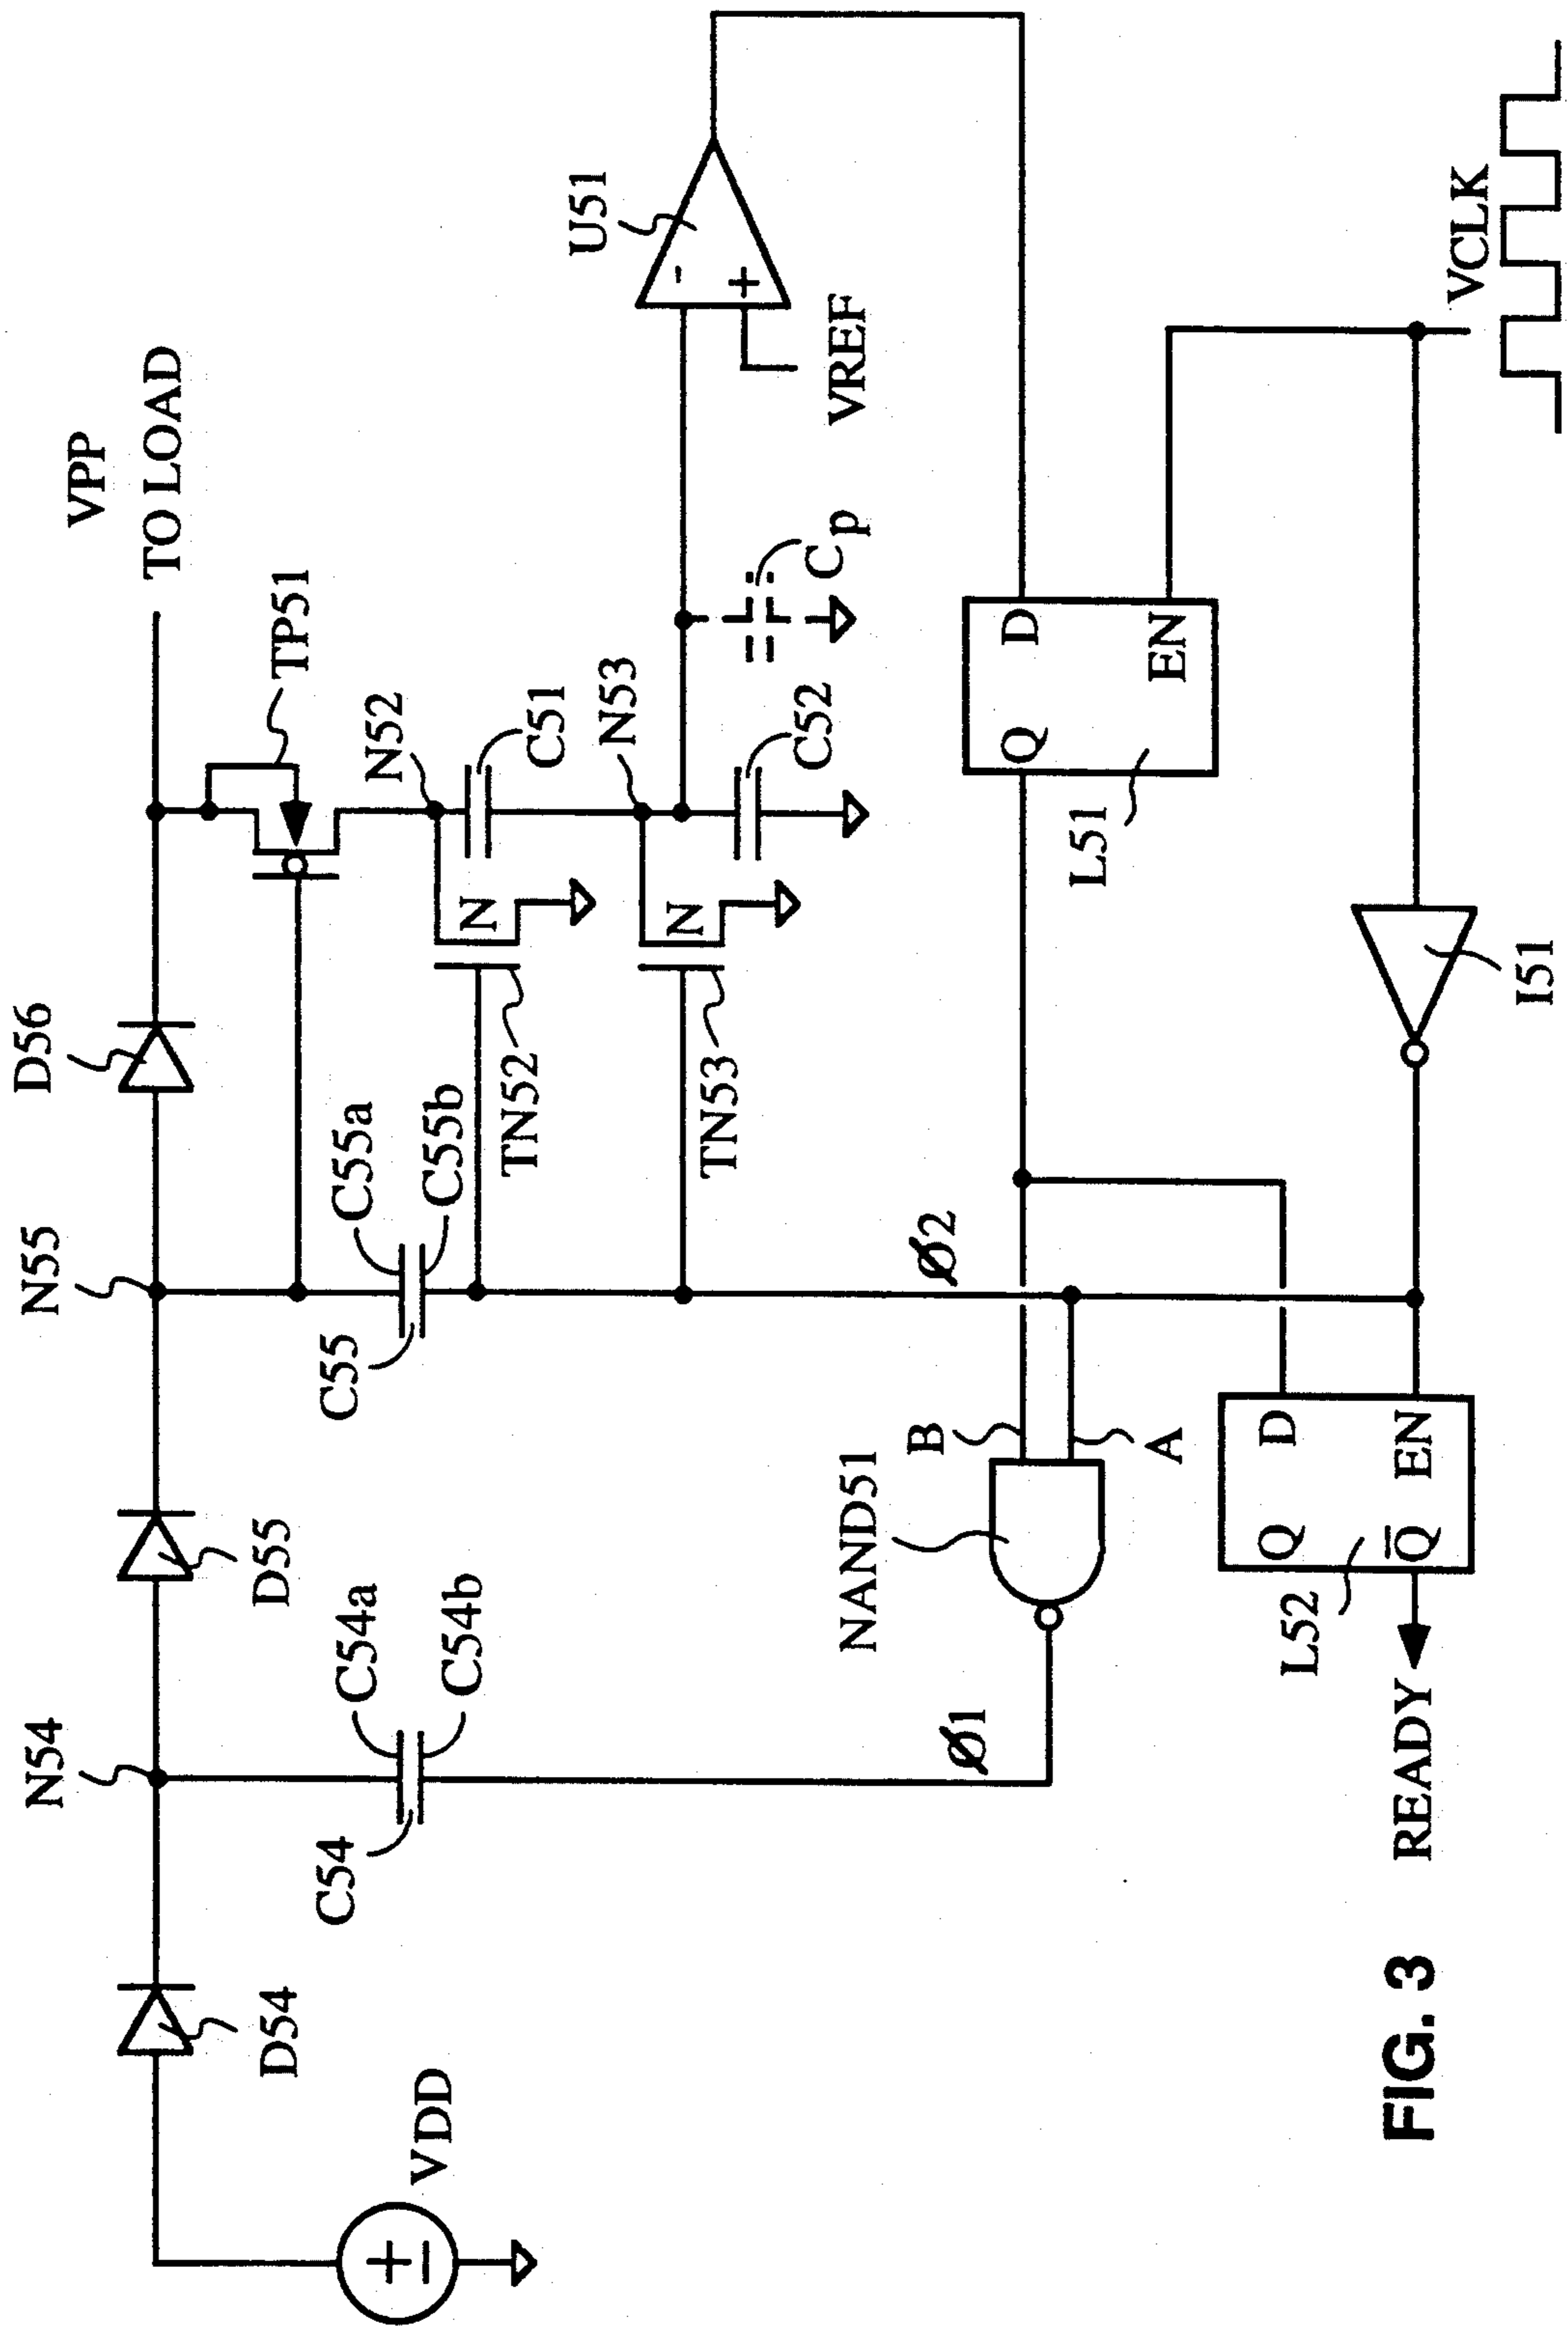 VPP
TO LOAD
D56
N55
D55
N54
D54
VDD
+
−
TP51
N52
C51
N53
C52
Cp
U51
-
+
VREF
C55a
C55b
C55
N
TN52
N
TN53
C54a
C54b
C54
Ø2
Ø1
NAND51
B
A
Q
D
EN
L51
Q
D
Q̅
EN
L52
READY
I51
VCLK
FIG. 3